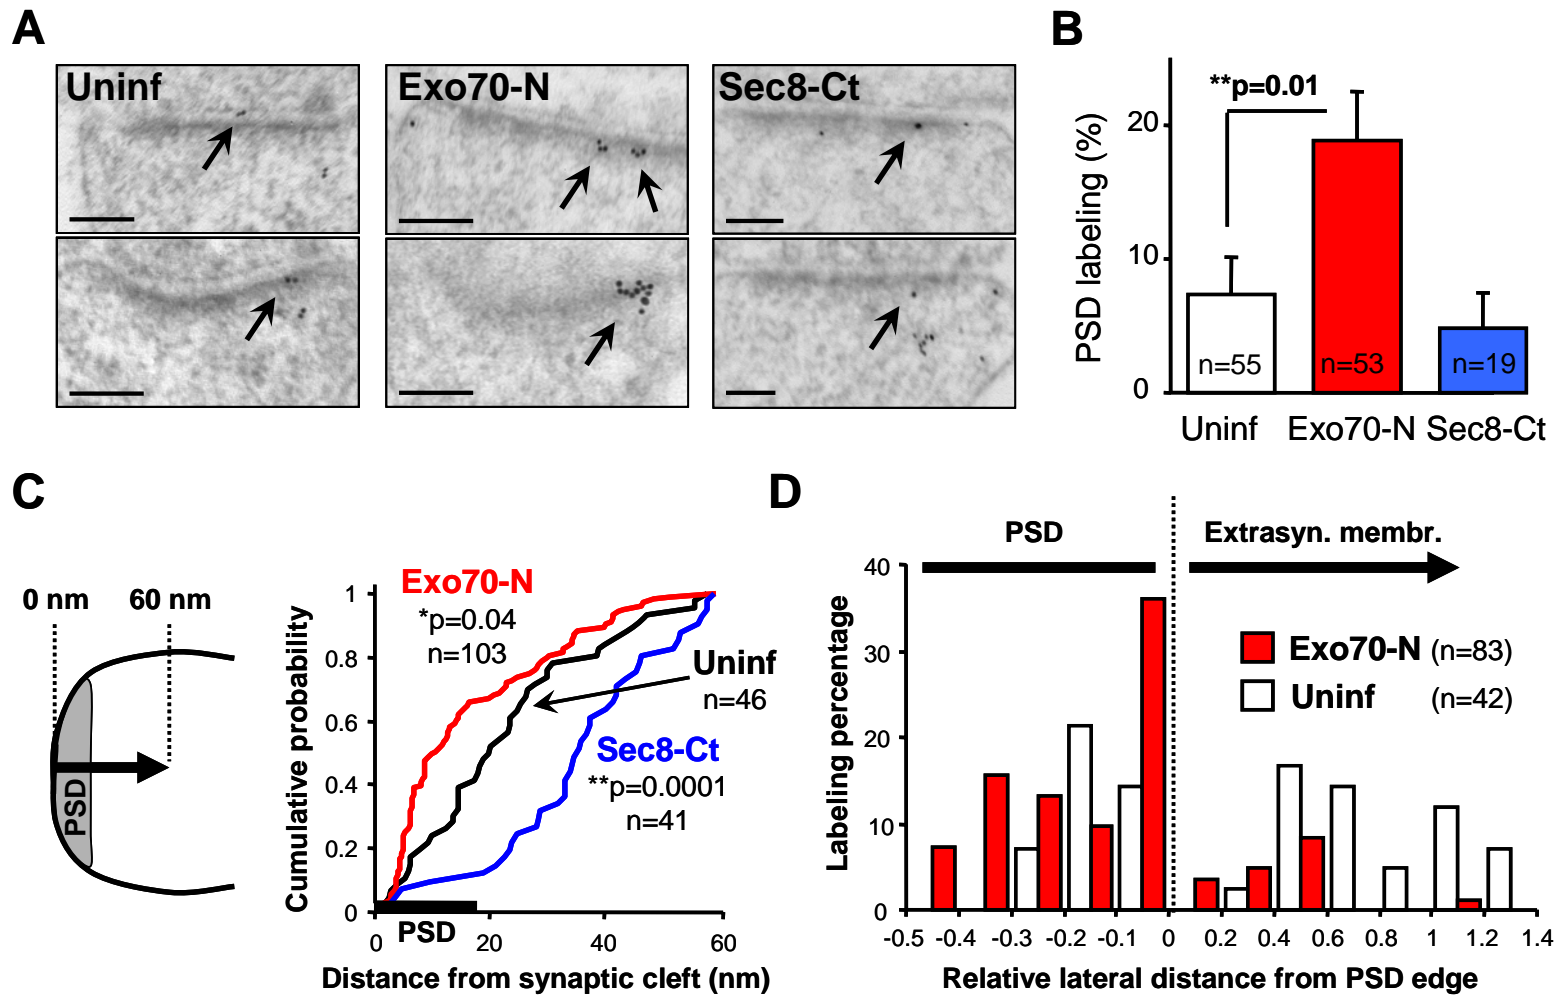 A
Uninf
Exo70-N
Sec8-Ct
B
**p=0.01
PSD labeling (%)
20
10
0
n=55
n=53
n=19
Uninf
Exo70-N
Sec8-Ct
C
0 nm
60 nm
PSD
Cumulative probability
1
0.8
0.6
0.4
0.2
0
Exo70-N
*p=0.04
n=103
Uninf
n=46
Sec8-Ct
**p=0.0001
n=41
PSD
0
20
40
60
Distance from synaptic cleft (nm)
D
PSD
Extrasyn. membr.
Labeling percentage
40
30
20
10
0
Exo70-N (n=83)
Uninf (n=42)
-0.5 -0.4 -0.3 -0.2 -0.1 0 0.2 0.4 0.6 0.8 1 1.2 1.4
Relative lateral distance from PSD edge